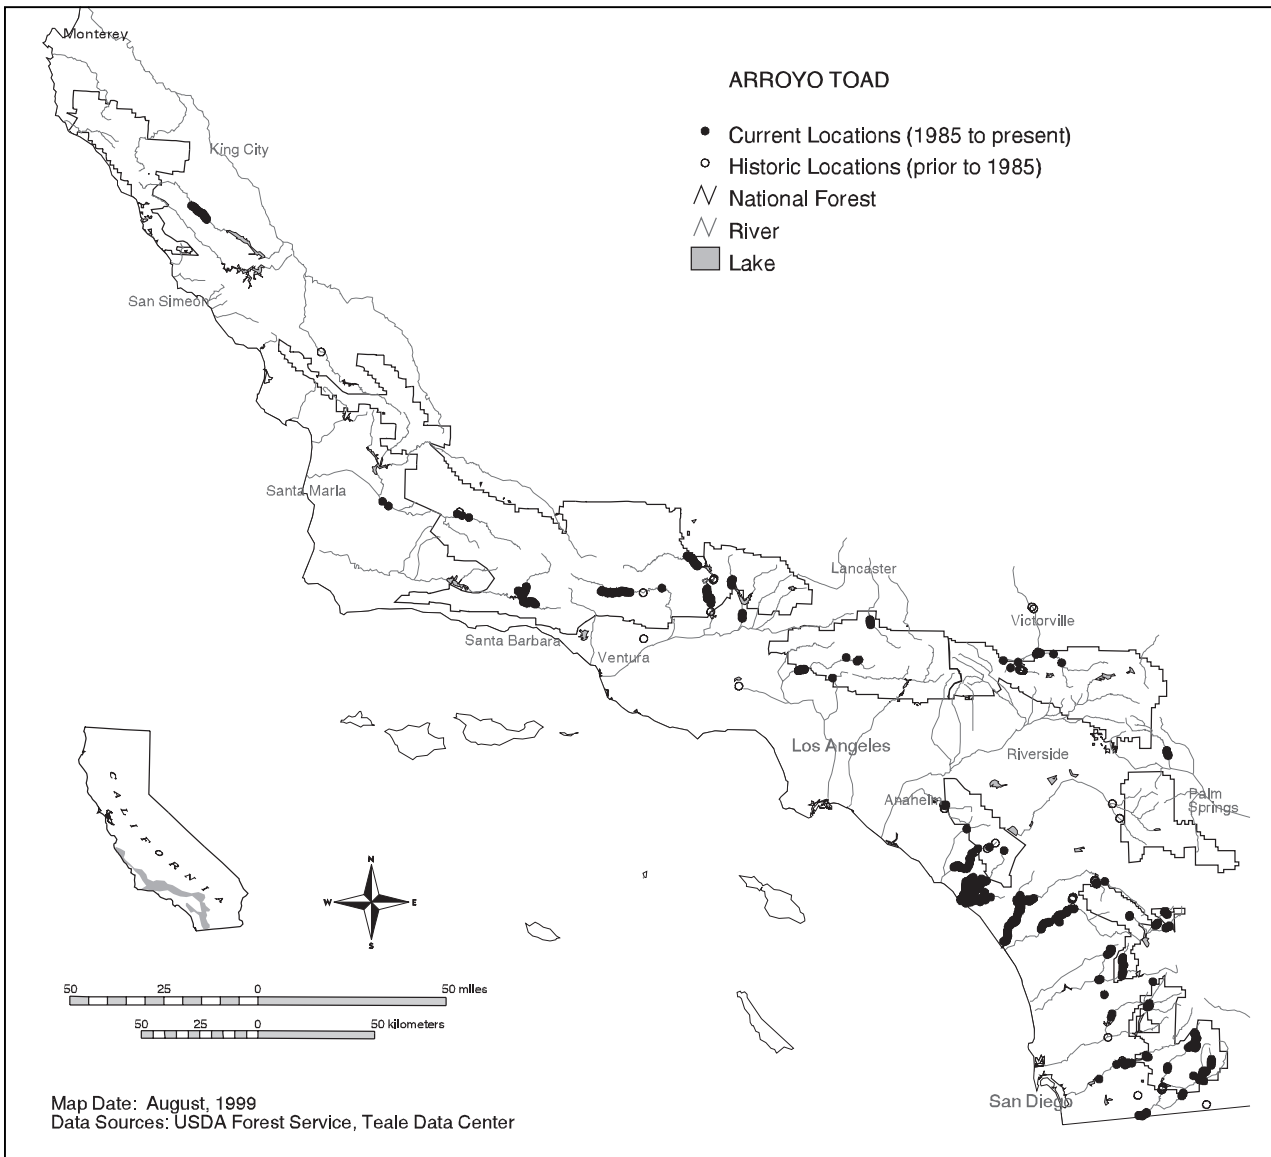 Monterey
ARROYO TOAD
Current Locations (1985 to present)
Historic Locations (prior to 1985)
National Forest
River
Lake
King City
San Simeon
Santa Maria
Lancaster
Victorville
Santa Barbara
Ventura
Los Angeles
Riverside
Anaheim
Palm
Springs
CALIFORNIA
N
W
E
S
50 25 0 50 miles
50 25 0 50 kilometers
San Diego
Map Date: August, 1999
Data Sources: USDA Forest Service, Teale Data Center